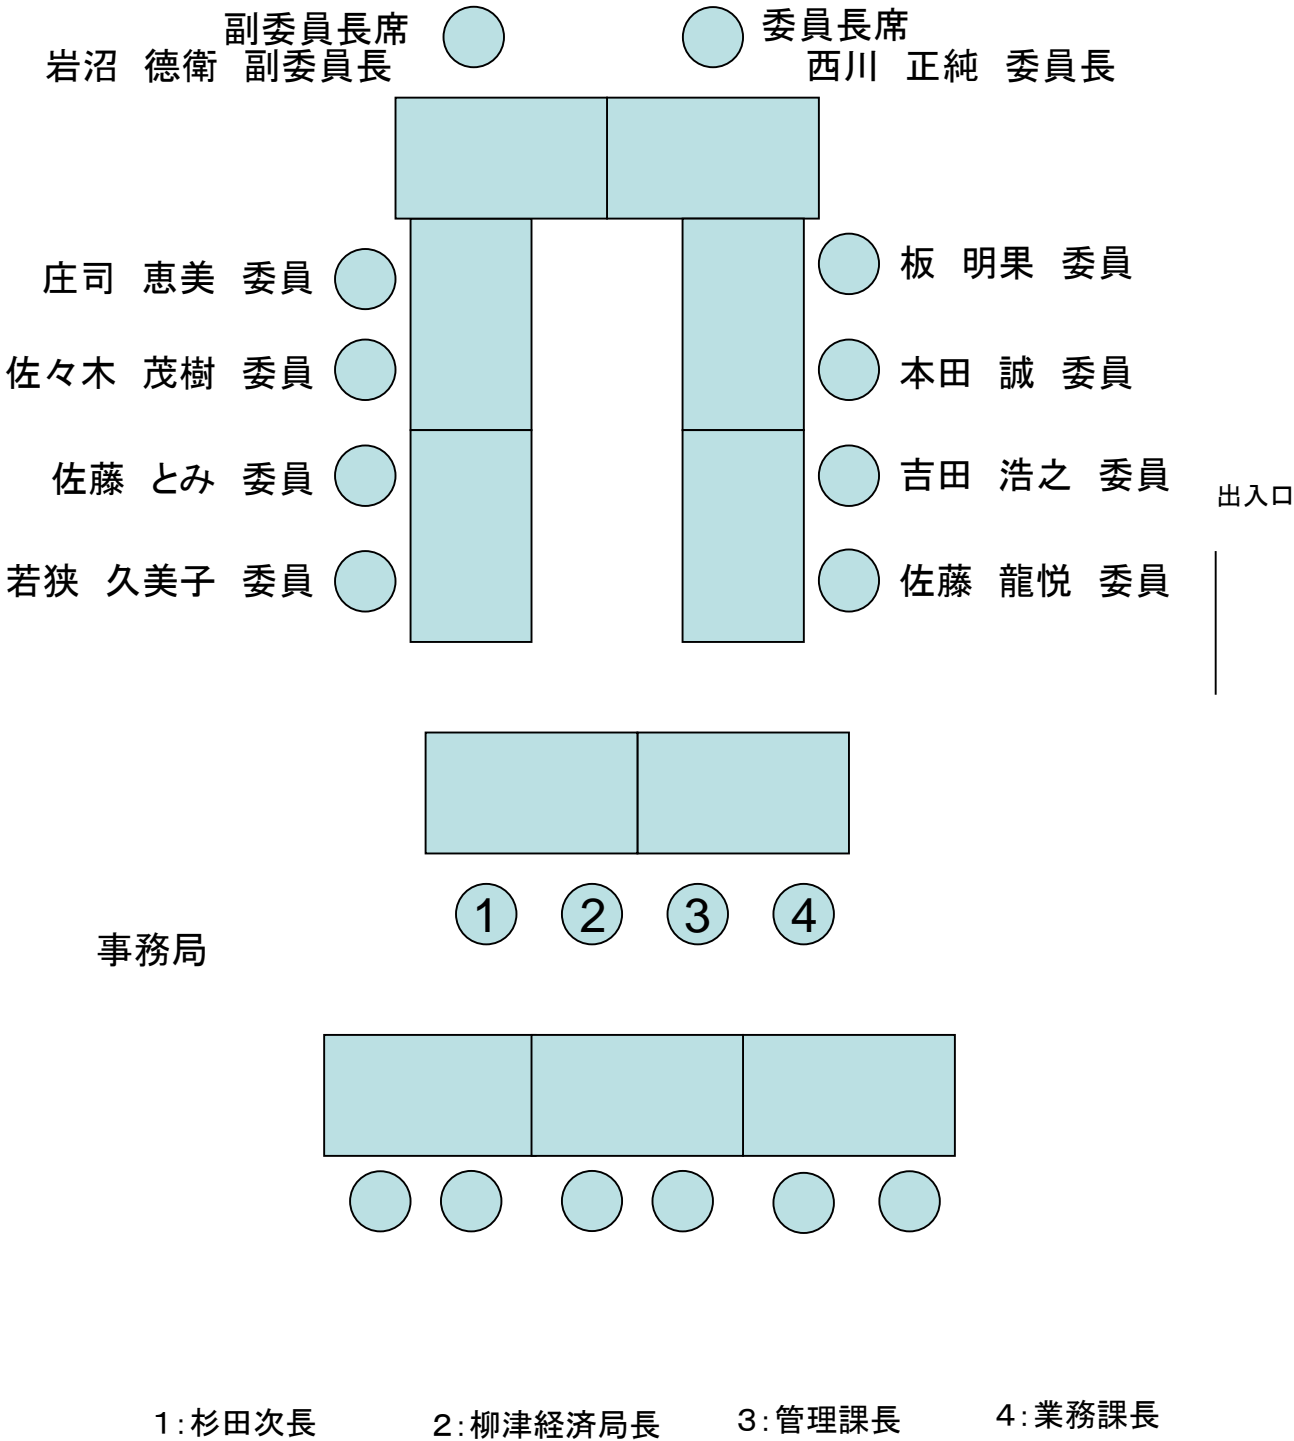 副委員長席
委員長席
岩沼　德衛　副委員長
西川　正純　委員長
庄司　恵美　委員
板　明果　委員
佐々木　茂樹　委員
本田　誠　委員
佐藤　とみ　委員
吉田　浩之　委員
出入口
若狭　久美子　委員
佐藤　龍悦　委員
1 2 3 4
事務局
1:杉田次長
2:柳津経済局長
3:管理課長
4:業務課長